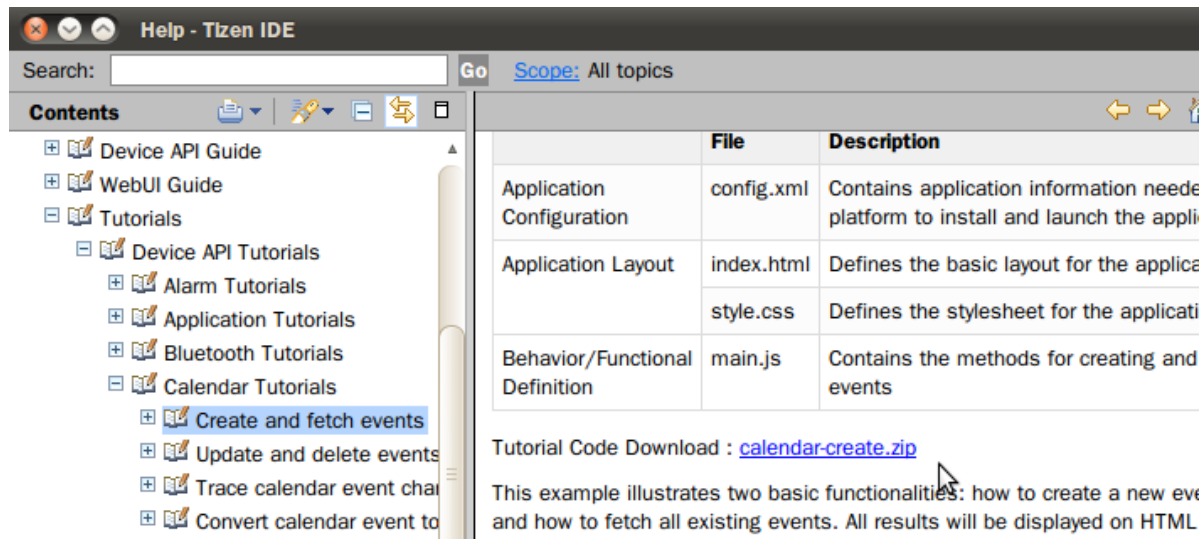 Help - Tizen IDE
Search:
Go
Scope: All topics
Contents
Device API Guide
WebUI Guide
Tutorials
Device API Tutorials
Alarm Tutorials
Application Tutorials
Bluetooth Tutorials
Calendar Tutorials
Create and fetch events
Update and delete events
Trace calendar event char
Convert calendar event to
File Description
Application config.xml Contains application information neede
Configuration platform to install and launch the appli
Application Layout index.html Defines the basic layout for the applica
style.css Defines the stylesheet for the applicati
Behavior/Functional main.js Contains the methods for creating and
Definition events
Tutorial Code Download : calendar-create.zip
This example illustrates two basic functionalities: how to create a new eve
and how to fetch all existing events. All results will be displayed on HTML